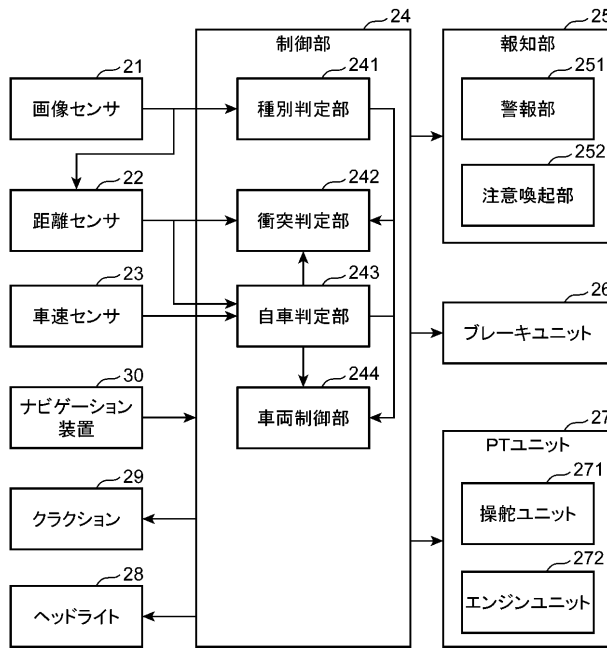 24
制御部
21
画像センサ
22
距離センサ
23
車速センサ
30
ナビゲーション
装置
29
クラクション
28
ヘッドライト
241
種別判定部
242
衝突判定部
243
自車判定部
244
車両制御部
25
報知部
251
警報部
252
注意喚起部
26
ブレーキユニット
27
PTユニット
271
操舵ユニット
272
エンジンユニット